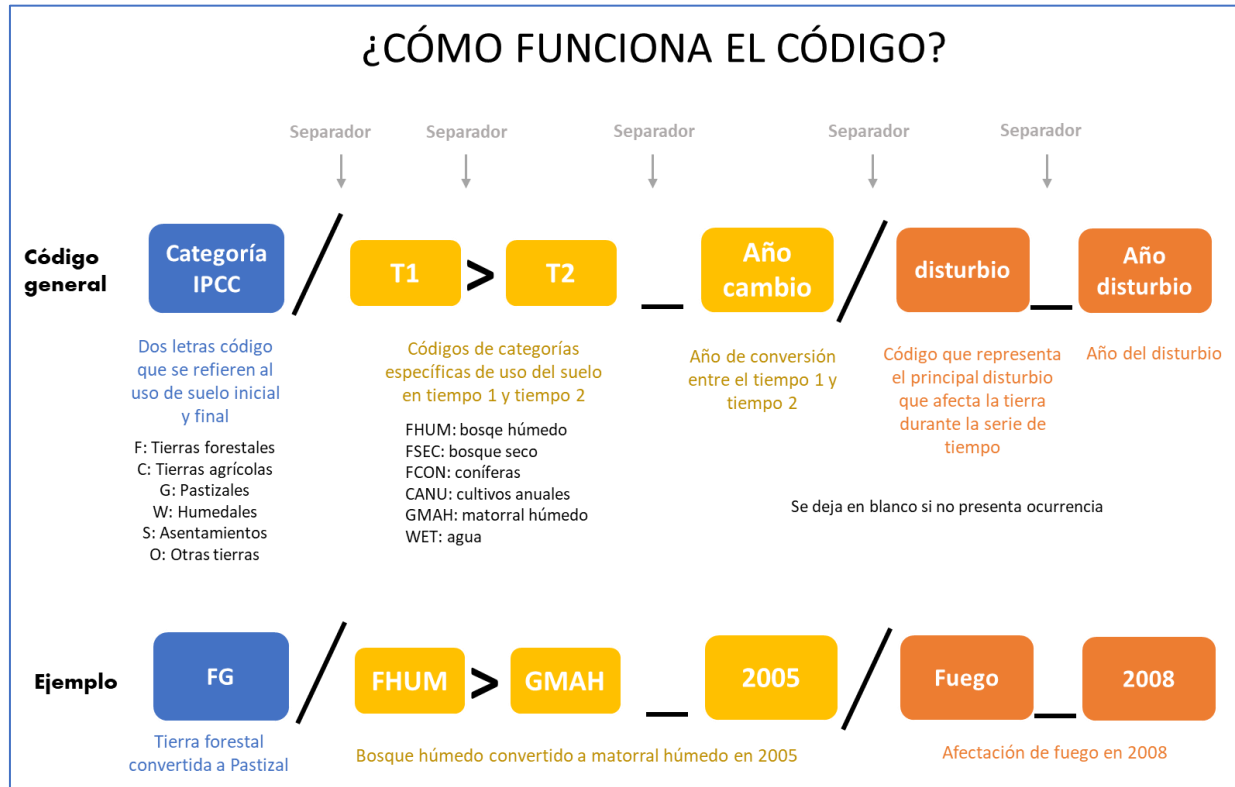 ¿CÓMO FUNCIONA EL CÓDIGO?
Separador
Separador
Separador
Separador
Separador
Código
general
Categoría
IPCC
/
T1
>
T2
_
Año
cambio
/
disturbio
_
Año
disturbio
Dos letras código
que se refieren al
uso de suelo inicial
y final
F: Tierras forestales
C: Tierras agrícolas
G: Pastizales
W: Humedales
S: Asentamientos
O: Otras tierras
Códigos de categorías
específicas de uso del suelo
en tiempo 1 y tiempo 2
FHUM: bosqe húmedo
FSEC: bosque seco
FCON: coníferas
CANU: cultivos anuales
GMAH: matorral húmedo
WET: agua
Año de conversión
entre el tiempo 1 y
tiempo 2
Código que representa
el principal disturbio
que afecta la tierra
durante la serie de
tiempo
Año del disturbio
Se deja en blanco si no presenta ocurrencia
Ejemplo
FG
/
FHUM
>
GMAH
_
2005
/
Fuego
_
2008
Tierra forestal
convertida a Pastizal
Bosque húmedo convertido a matorral húmedo en 2005
Afectación de fuego en 2008